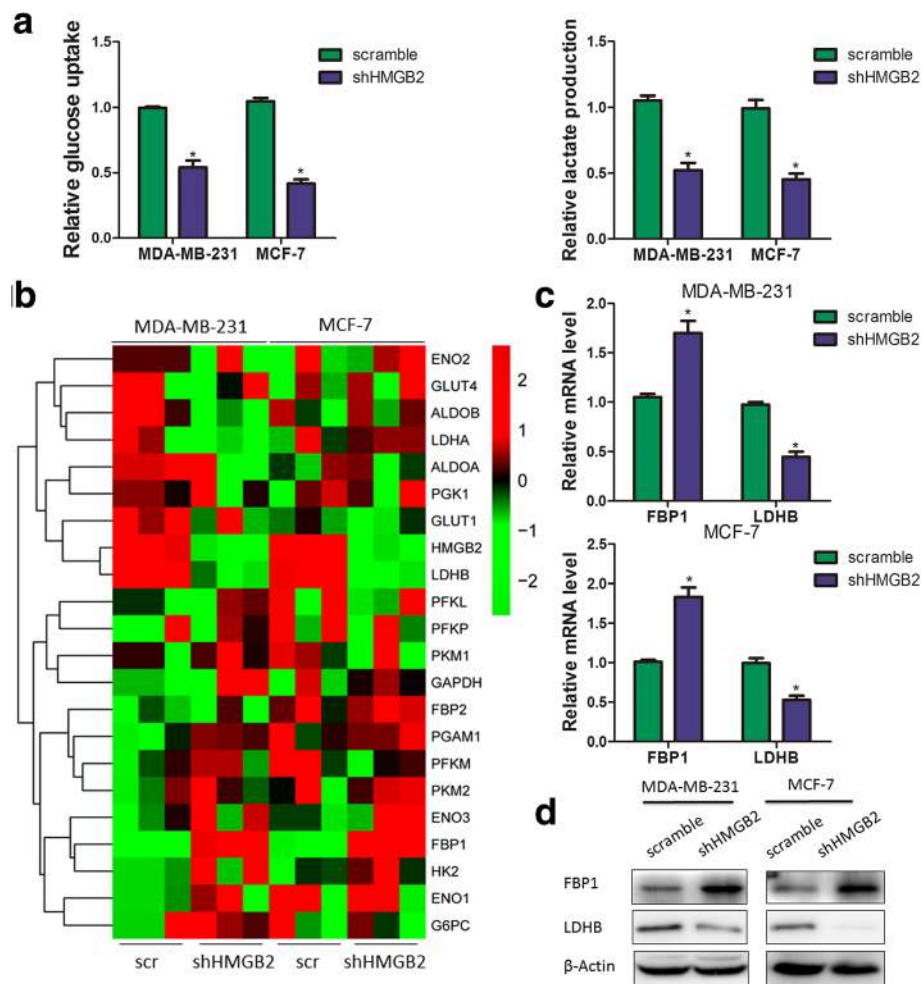 a
Relative glucose uptake
1.5
1.0
0.5
0.0
scramble
shHMGB2
*
*
MDA-MB-231
MCF-7
Relative lactate production
1.5
1.0
0.5
0.0
scramble
shHMGB2
*
*
MDA-MB-231
MCF-7
b
MDA-MB-231
MCF-7
ENO2
GLUT4
ALDOB
LDHA
ALDOA
PGK1
GLUT1
HMGB2
LDHB
PFKL
PFKP
PKM1
GAPDH
FBP2
PGAM1
PFKM
PKM2
ENO3
FBP1
HK2
ENO1
G6PC
2
1
0
−1
−2
scr
shHMGB2
scr
shHMGB2
c
MDA-MB-231
Relative mRNA level
2.0
1.5
1.0
0.5
0.0
scramble
shHMGB2
*
*
FBP1
LDHB
MCF-7
Relative mRNA level
2.5
2.0
1.5
1.0
0.5
0.0
scramble
shHMGB2
*
*
FBP1
LDHB
d
MDA-MB-231
MCF-7
scramble
shHMGB2
scramble
shHMGB2
FBP1
LDHB
β-Actin